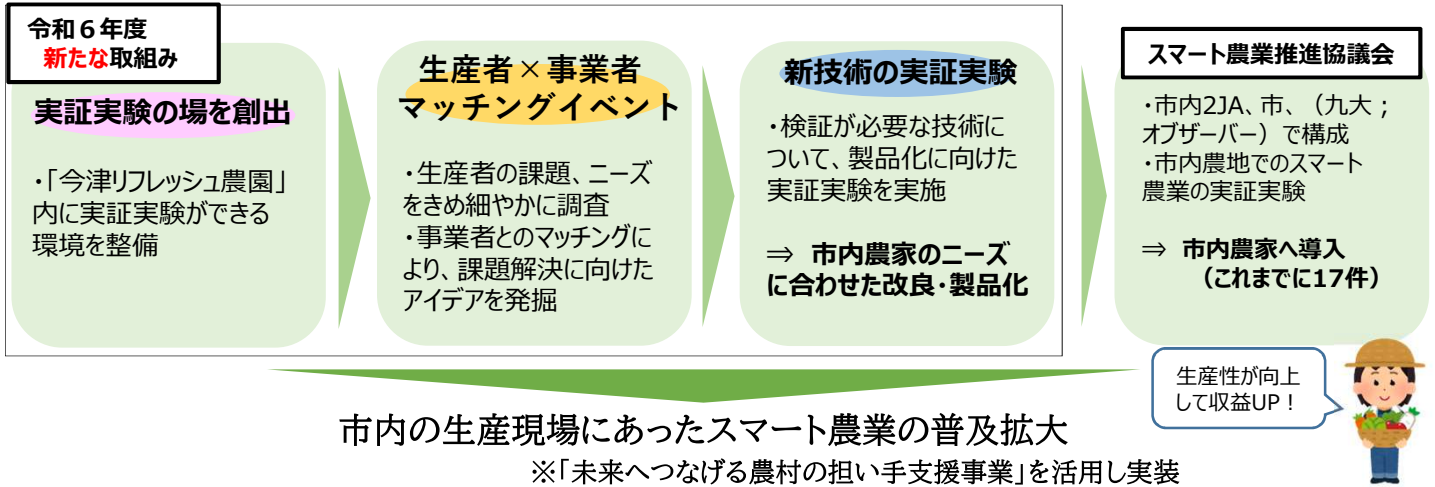 令和６年度
新たな取組み
実証実験の場を創出
・「今津リフレッシュ農園」
内に実証実験ができる
環境を整備
生産者×事業者
マッチングイベント
・生産者の課題、ニーズ
をきめ細やかに調査
・事業者とのマッチングに
より、課題解決に向けた
アイデアを発掘
新技術の実証実験
・検証が必要な技術に
ついて、製品化に向けた
実証実験を実施
⇒ 市内農家のニーズ
に合わせた改良・製品化
スマート農業推進協議会
・市内2JA、市、（九大；
オブザーバー）で構成
・市内農地でのスマート
農業の実証実験
⇒ 市内農家へ導入
（これまでに17件）
生産性が向上
して収益UP！
市内の生産現場にあったスマート農業の普及拡大
※「未来へつなげる農村の担い手支援事業」を活用し実装